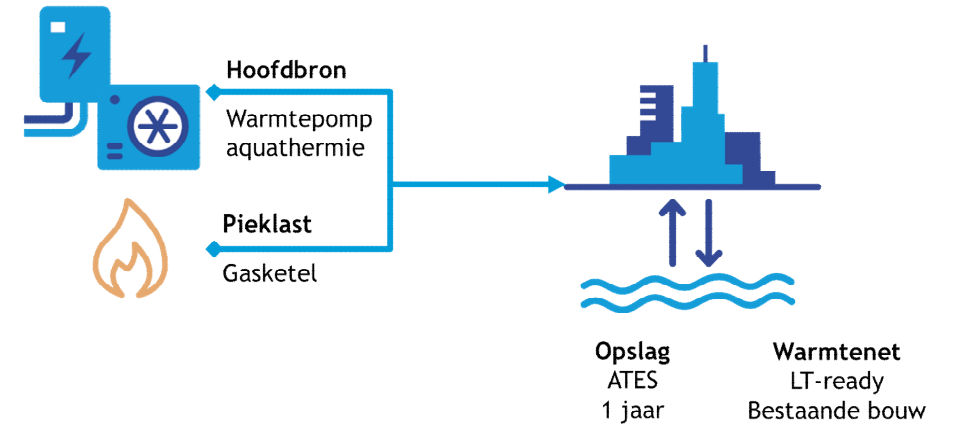 Hoofdbron
Warmtepomp
aquathermie
Pieklast
Gasketel
Opslag
ATES
1 jaar
Warmtenet
LT-ready
Bestaande bouw